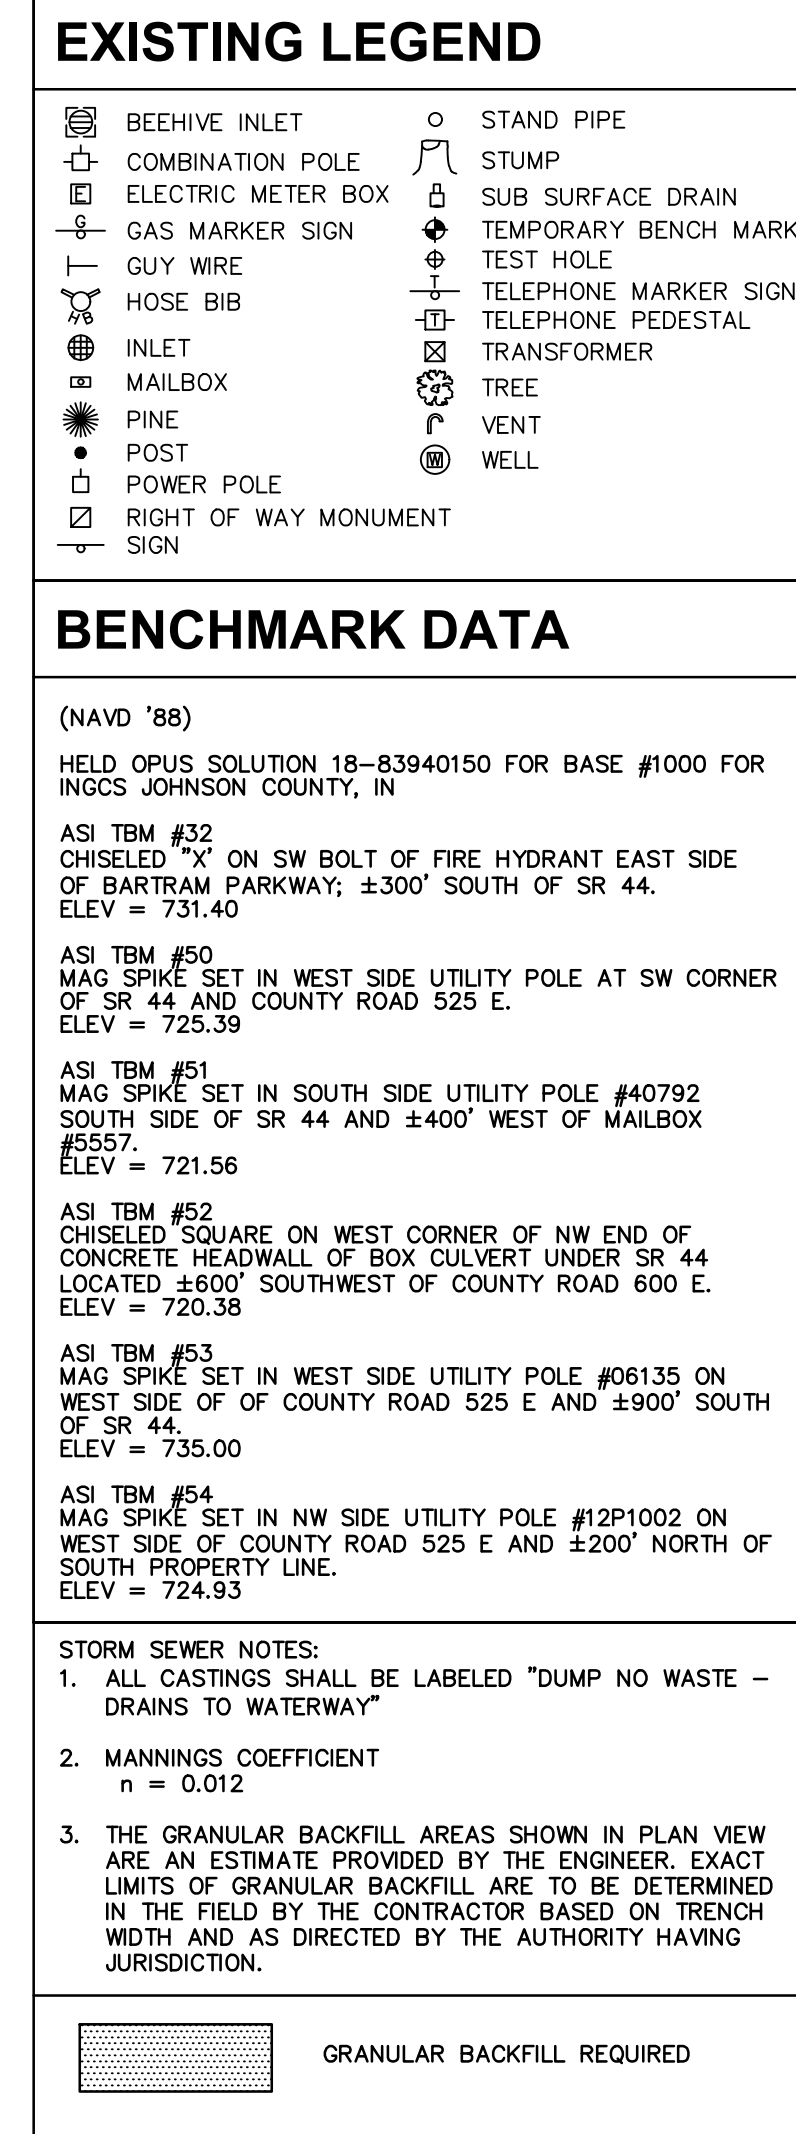 EXISTING LEGEND
BEEHIVE INLET
COMBINATION POLE
E ELECTRIC METER BOX
G GAS MARKER SIGN
GUY WIRE
HB HOSE BIB
INLET
MAILBOX
PINE
POST
POWER POLE
RIGHT OF WAY MONUMENT
SIGN
STAND PIPE
STUMP
SUB SURFACE DRAIN
TEMPORARY BENCH MARK
TEST HOLE
T TELEPHONE MARKER SIGN
T TELEPHONE PEDESTAL
TRANSFORMER
TREE
VENT
W WELL
BENCHMARK DATA
(NAVD '88)
HELD OPUS SOLUTION 18-83940150 FOR BASE #1000 FOR
INGCS JOHNSON COUNTY, IN
ASI TBM #32
CHISELED "X' ON SW BOLT OF FIRE HYDRANT EAST SIDE
OF BARTRAM PARKWAY; ±300' SOUTH OF SR 44.
ELEV = 731.40
ASI TBM #50
MAG SPIKE SET IN WEST SIDE UTILITY POLE AT SW CORNER
OF SR 44 AND COUNTY ROAD 525 E.
ELEV = 725.39
ASI TBM #51
MAG SPIKE SET IN SOUTH SIDE UTILITY POLE #40792
SOUTH SIDE OF SR 44 AND ±400' WEST OF MAILBOX
#5557.
ELEV = 721.56
ASI TBM #52
CHISELED SQUARE ON WEST CORNER OF NW END OF
CONCRETE HEADWALL OF BOX CULVERT UNDER SR 44
LOCATED ±600' SOUTHWEST OF COUNTY ROAD 600 E.
ELEV = 720.38
ASI TBM #53
MAG SPIKE SET IN WEST SIDE UTILITY POLE #06135 ON
WEST SIDE OF OF COUNTY ROAD 525 E AND ±900' SOUTH
OF SR 44.
ELEV = 735.00
ASI TBM #54
MAG SPIKE SET IN NW SIDE UTILITY POLE #12P1002 ON
WEST SIDE OF COUNTY ROAD 525 E AND ±200' NORTH OF
SOUTH PROPERTY LINE.
ELEV = 724.93
STORM SEWER NOTES:
1. ALL CASTINGS SHALL BE LABELED "DUMP NO WASTE -
DRAINS TO WATERWAY"
2. MANNINGS COEFFICIENT
n = 0.012
3. THE GRANULAR BACKFILL AREAS SHOWN IN PLAN VIEW
ARE AN ESTIMATE PROVIDED BY THE ENGINEER. EXACT
LIMITS OF GRANULAR BACKFILL ARE TO BE DETERMINED
IN THE FIELD BY THE CONTRACTOR BASED ON TRENCH
WIDTH AND AS DIRECTED BY THE AUTHORITY HAVING
JURISDICTION.
GRANULAR BACKFILL REQUIRED